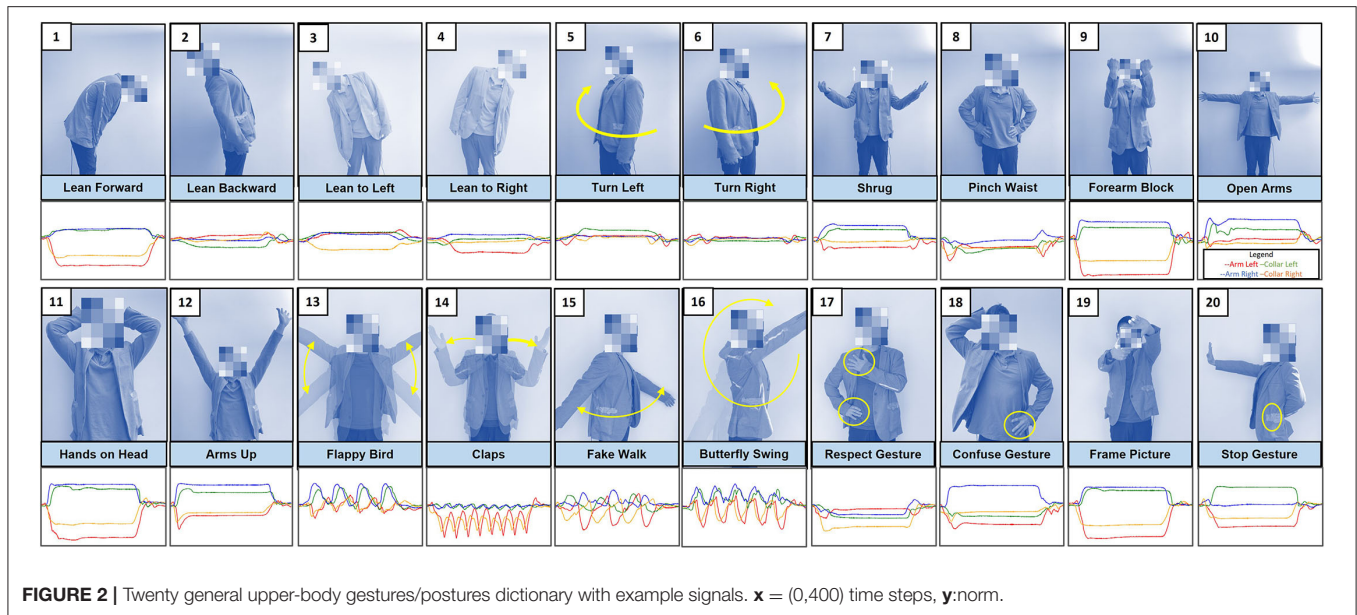 1
2
3
4
5
6
7
8
9
10
Lean Forward
Lean Backward
Lean to Left
Lean to Right
Turn Left
Turn Right
Shrug
Pinch Waist
Forearm Block
Open Arms
Legend
--Arm Left --Collar Left
--Arm Right --Collar Right
11
12
13
14
15
16
17
18
19
20
Hands on Head
Arms Up
Flappy Bird
Claps
Fake Walk
Butterfly Swing
Respect Gesture
Confuse Gesture
Frame Picture
Stop Gesture
FIGURE 2 | Twenty general upper-body gestures/postures dictionary with example signals. x = (0,400) time steps, y:norm.